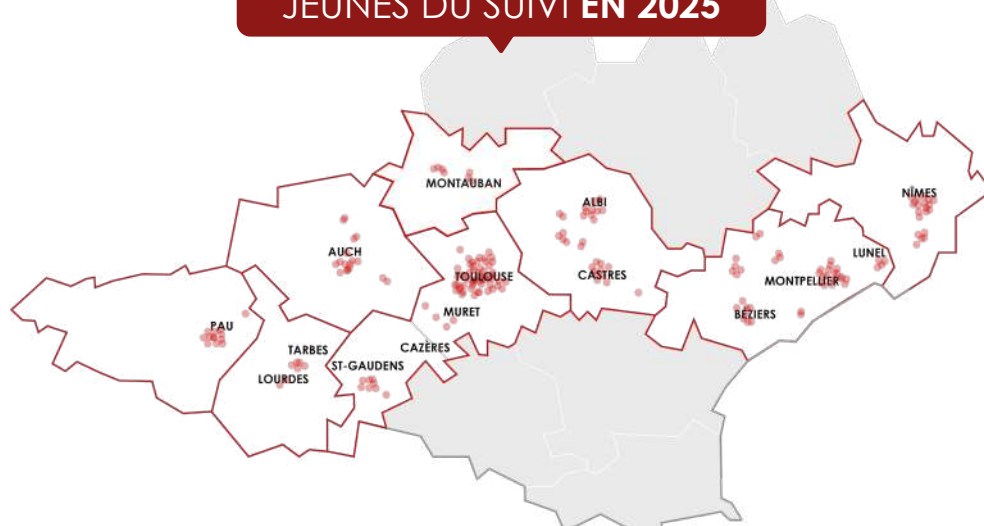 JEUNES DU SUIVI EN 2025
MONTAUBAN
NÎMES
ALBI
AUCH
LUNEL
TOULOUSE
CASTRES
MONTPELLIER
MURET
BÉZIERS
PAU
CAZÈRES
TARBES
ST-GAUDENS
LOURDES